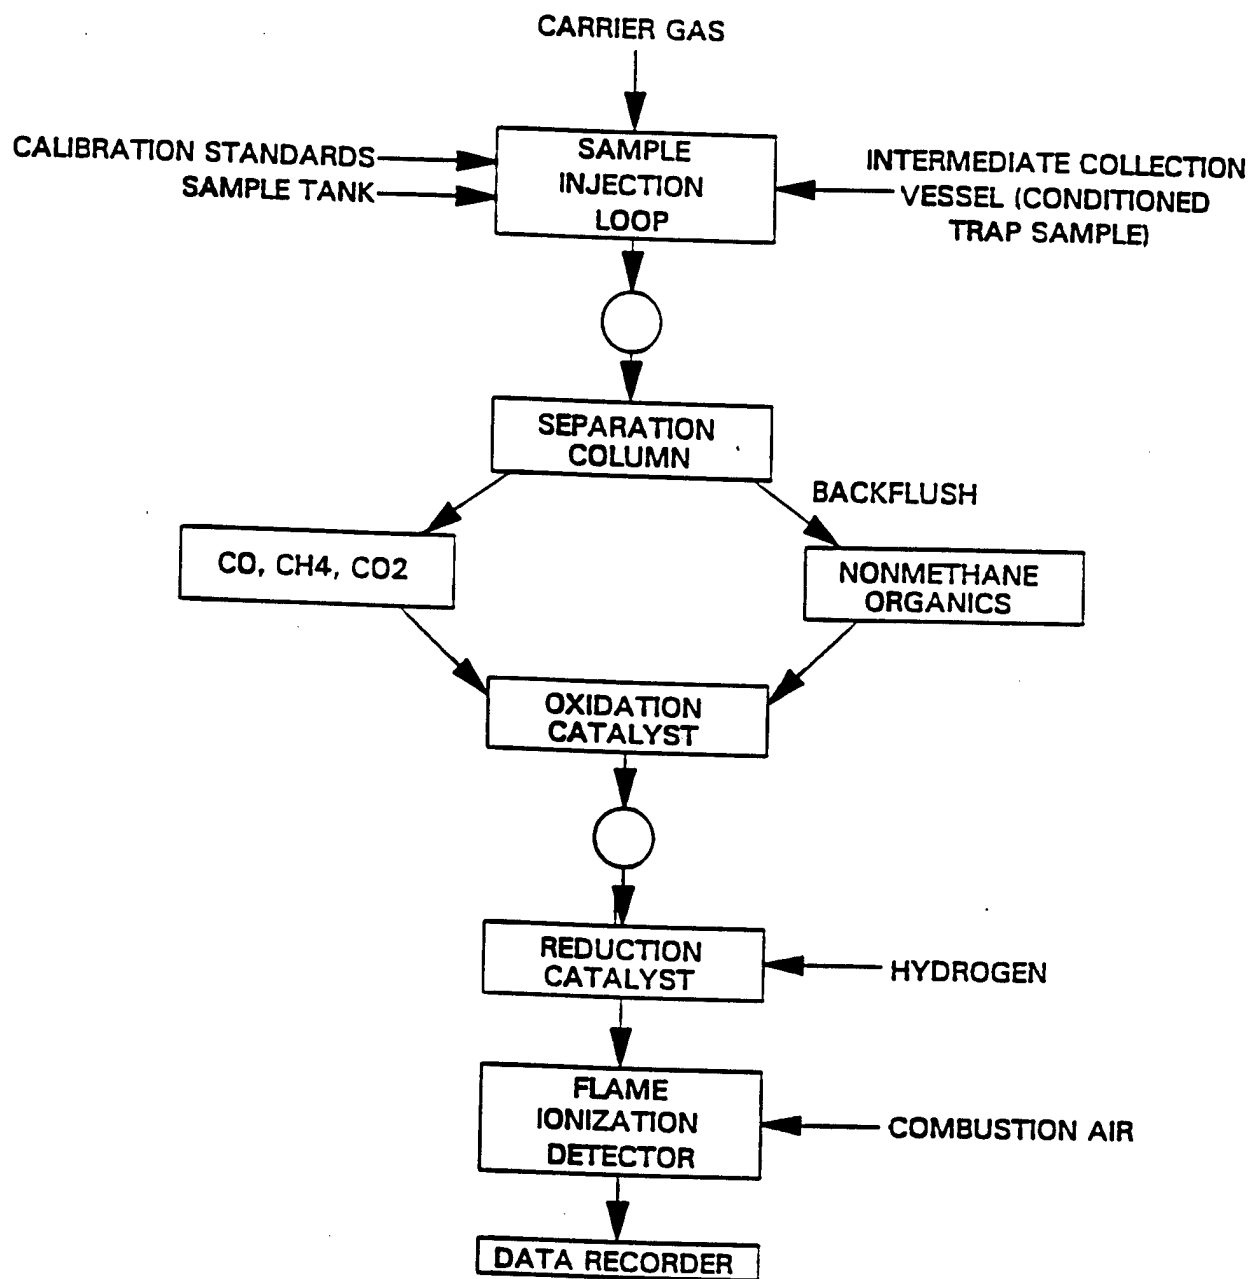 CARRIER GAS
CALIBRATION STANDARDS
SAMPLE TANK
SAMPLE
INJECTION
LOOP
INTERMEDIATE COLLECTION
VESSEL (CONDITIONED
TRAP SAMPLE)
SEPARATION
COLUMN
BACKFLUSH
CO, CH4, CO2
NONMETHANE
ORGANICS
OXIDATION
CATALYST
REDUCTION
CATALYST
HYDROGEN
FLAME
IONIZATION
DETECTOR
COMBUSTION AIR
DATA RECORDER